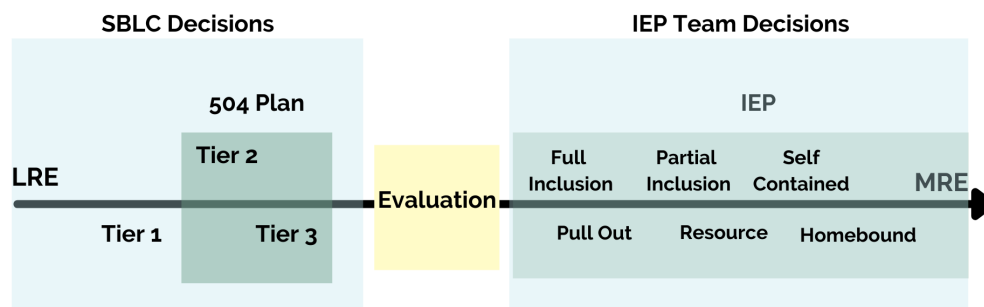 SBLC Decisions
IEP Team Decisions
504 Plan
IEP
Tier 2
LRE
Full
Inclusion
Partial
Inclusion
Self
Contained
MRE
Evaluation
Tier 1
Tier 3
Pull Out
Resource
Homebound